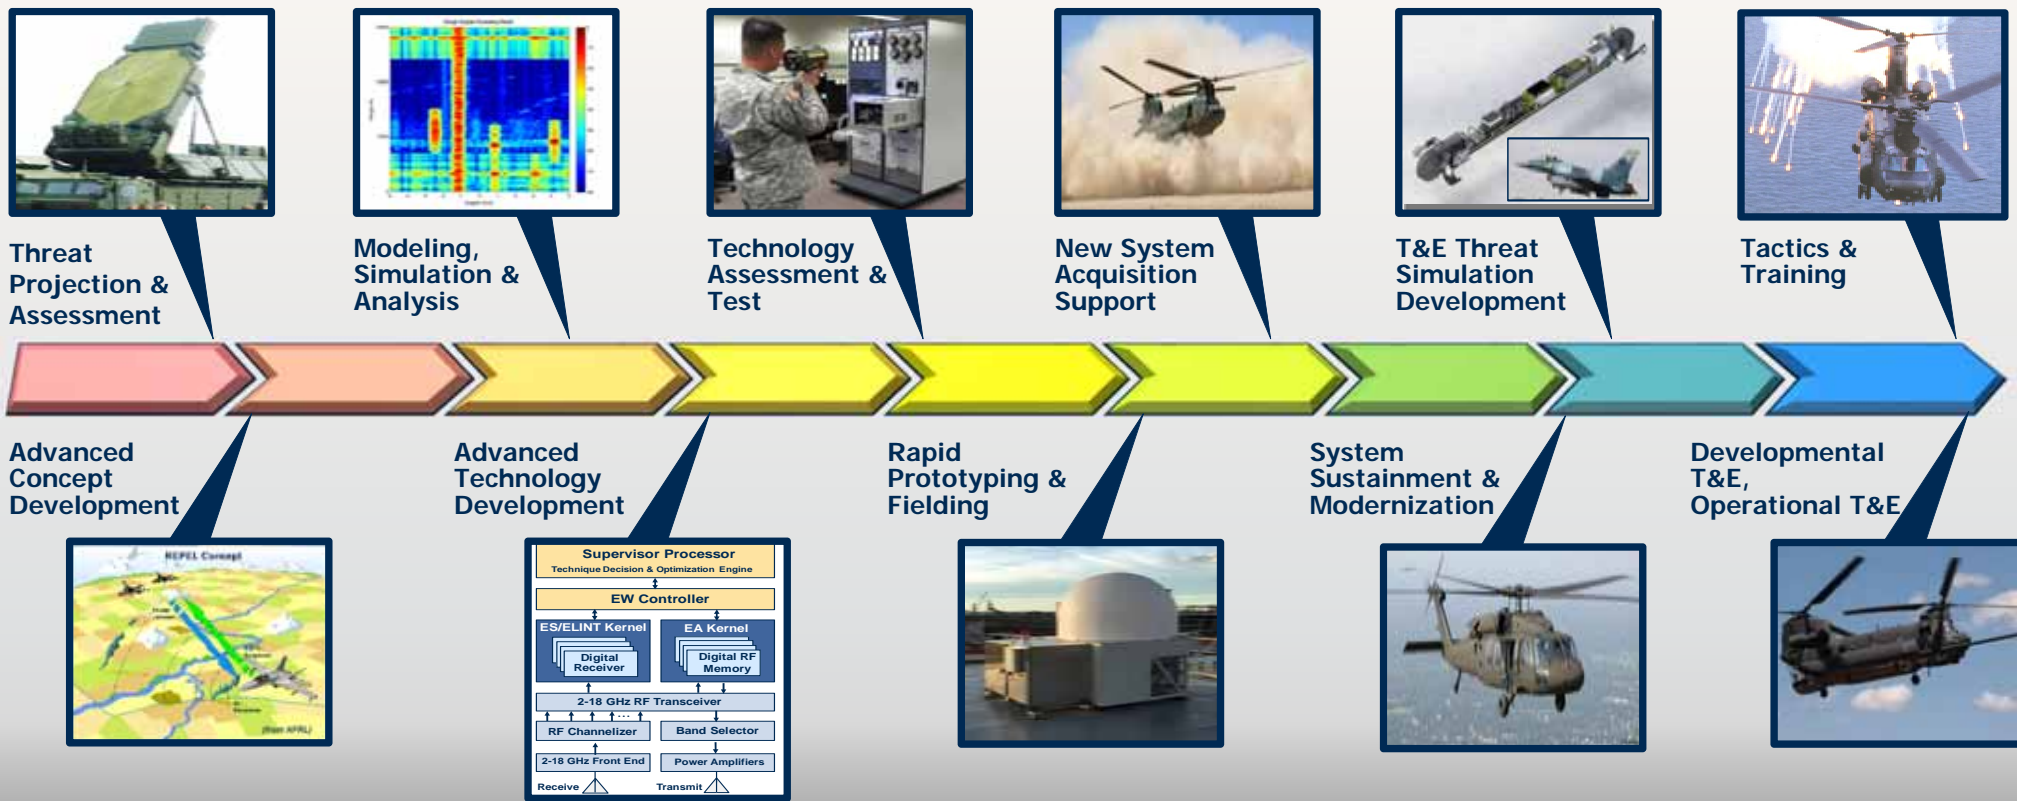 Threat
Projection &
Assessment
Modeling,
Simulation &
Analysis
Technology
Assessment &
Test
New System
Acquisition
Support
T&E Threat
Simulation
Development
Tactics &
Training
Advanced
Concept
Development
Advanced
Technology
Development
Rapid
Prototyping &
Fielding
System
Sustainment &
Modernization
Developmental
T&E,
Operational T&E
REPEL Concept
(from AFRL)
Supervisor Processor
Technique Decision & Optimization Engine
EW Controller
ES/ELINT Kernel
EA Kernel
Digital
Receiver
Digital RF
Memory
2-18 GHz RF Transceiver
...
RF Channelizer
Band Selector
2-18 GHz Front End
Power Amplifiers
Receive
Transmit